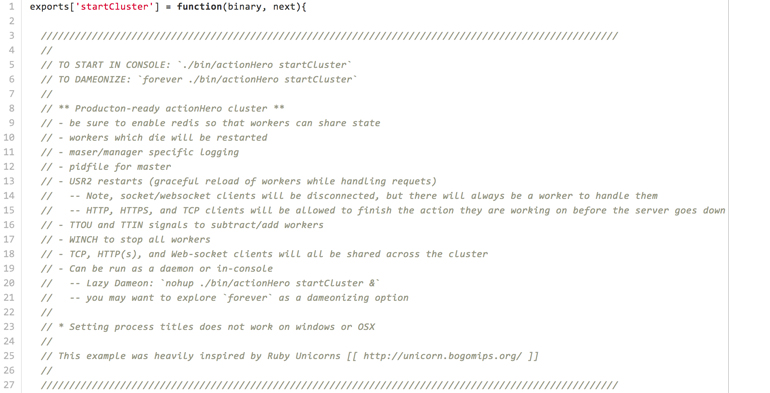 1 exports['startCluster'] = function(binary, next){
2
3 ////////////////////////////////////////////////////////////////////////////////////////////////////////
4 //
5 // TO START IN CONSOLE: `./bin/actionHero startCluster`
6 // TO DAMEONIZE: `forever ./bin/actionHero startCluster`
7 //
8 // ** Producton-ready actionHero cluster **
9 // - be sure to enable redis so that workers can share state
10 // - workers which die will be restarted
11 // - maser/manager specific logging
12 // - pidfile for master
13 // - USR2 restarts (graceful reload of workers while handling requets)
14 //   -- Note, socket/websocket clients will be disconnected, but there will always be a worker to handle them
15 //   -- HTTP, HTTPS, and TCP clients will be allowed to finish the action they are working on before the server goes down
16 // - TTOU and TTIN signals to subtract/add workers
17 // - WINCH to stop all workers
18 // - TCP, HTTP(s), and Web-socket clients will all be shared across the cluster
19 // - Can be run as a daemon or in-console
20 //   -- Lazy Dameon: `nohup ./bin/actionHero startCluster &`
21 //   -- you may want to explore `forever` as a dameonizing option
22 //
23 // * Setting process titles does not work on windows or OSX
24 //
25 // This example was heavily inspired by Ruby Unicorns [[ http://unicorn.bogomips.org/ ]]
26 //
27 ////////////////////////////////////////////////////////////////////////////////////////////////////////